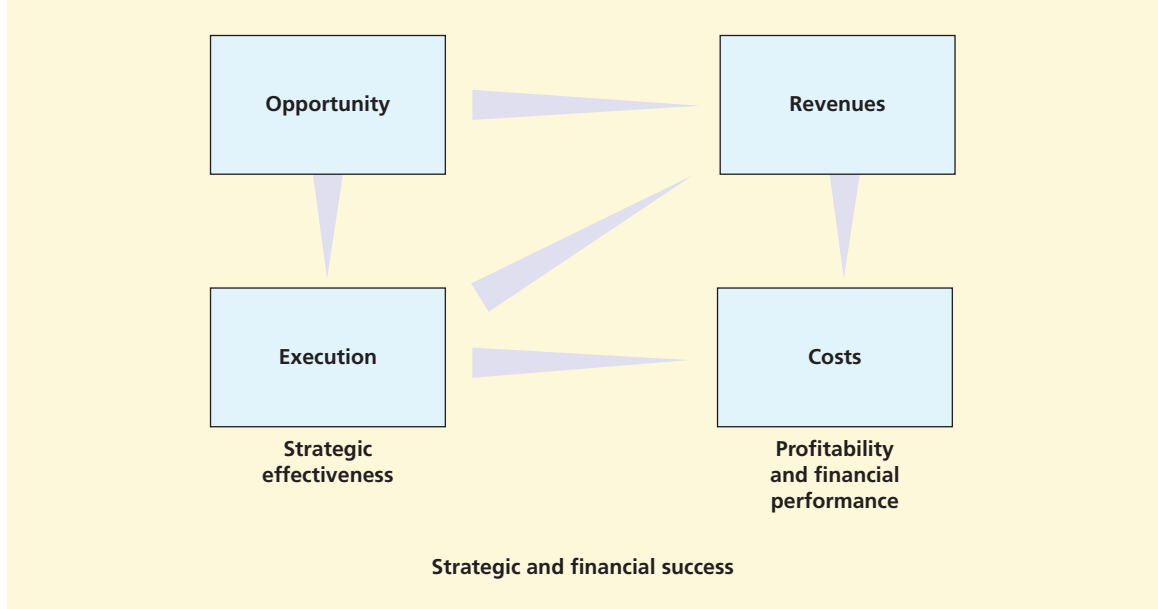 Opportunity
Revenues
Execution
Costs
Strategic
effectiveness
Profitability
and financial
performance
Strategic and financial success